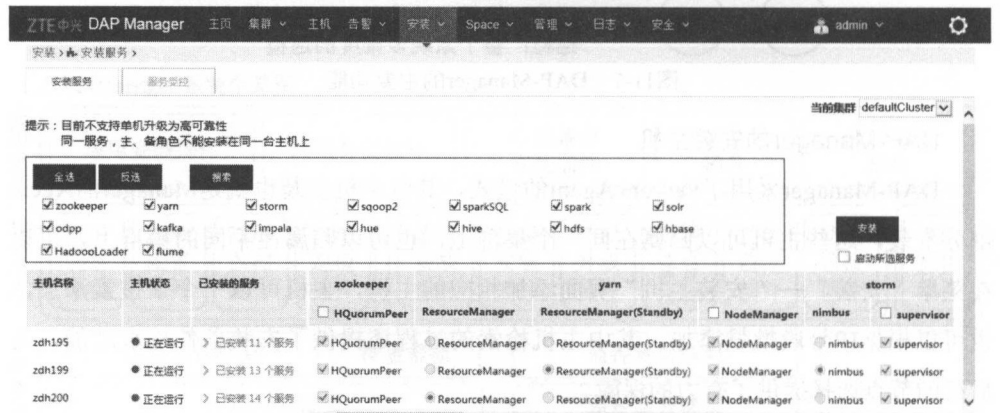 ZTE中兴 DAP Manager 主页 集群 主机 告警 安装 Space 管理 日志 安全 admin
安装 > 安装服务 >
安装服务 服务受控
当前集群 defaultCluster
提示：目前不支持单机升级为高可靠性
同一服务，主、备角色不能安装在同一台主机上
全选 反选 搜索
zookeeper yarn storm sqoop2 sparkSQL spark solr
odpp kafka impala hue hive hdfs hbase
安装
HadoooLoader flume
启动所选服务
主机名称 主机状态 已安装的服务 zookeeper yarn storm
HQuorumPeer ResourceManager ResourceManager(Standby) NodeManager nimbus supervisor
zdh195 正在运行 > 已安装 11 个服务 HQuorumPeer ResourceManager ResourceManager(Standby) NodeManager nimbus supervisor
zdh199 正在运行 > 已安装 13 个服务 HQuorumPeer ResourceManager ResourceManager(Standby) NodeManager nimbus supervisor
zdh200 正在运行 > 已安装 14 个服务 HQuorumPeer ResourceManager ResourceManager(Standby) NodeManager nimbus supervisor